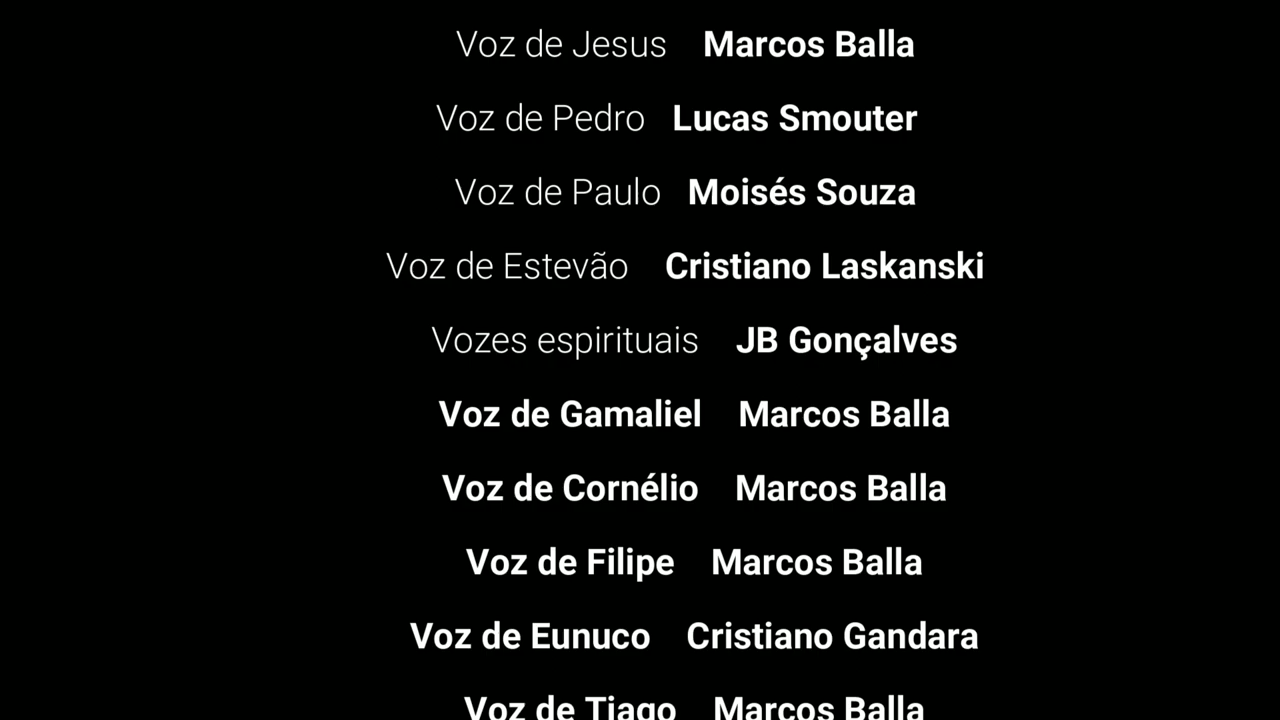 Voz de Jesus Marcos Balla
Voz de Pedro Lucas Smouter
Voz de Paulo Moisés Souza
Voz de Estevão Cristiano Laskanski
Vozes espirituais JB Gonçalves
Voz de Gamaliel Marcos Balla
Voz de Cornélio Marcos Balla
Voz de Filipe Marcos Balla
Voz de Eunuco Cristiano Gandara
Voz de Tiago Marcos Balla